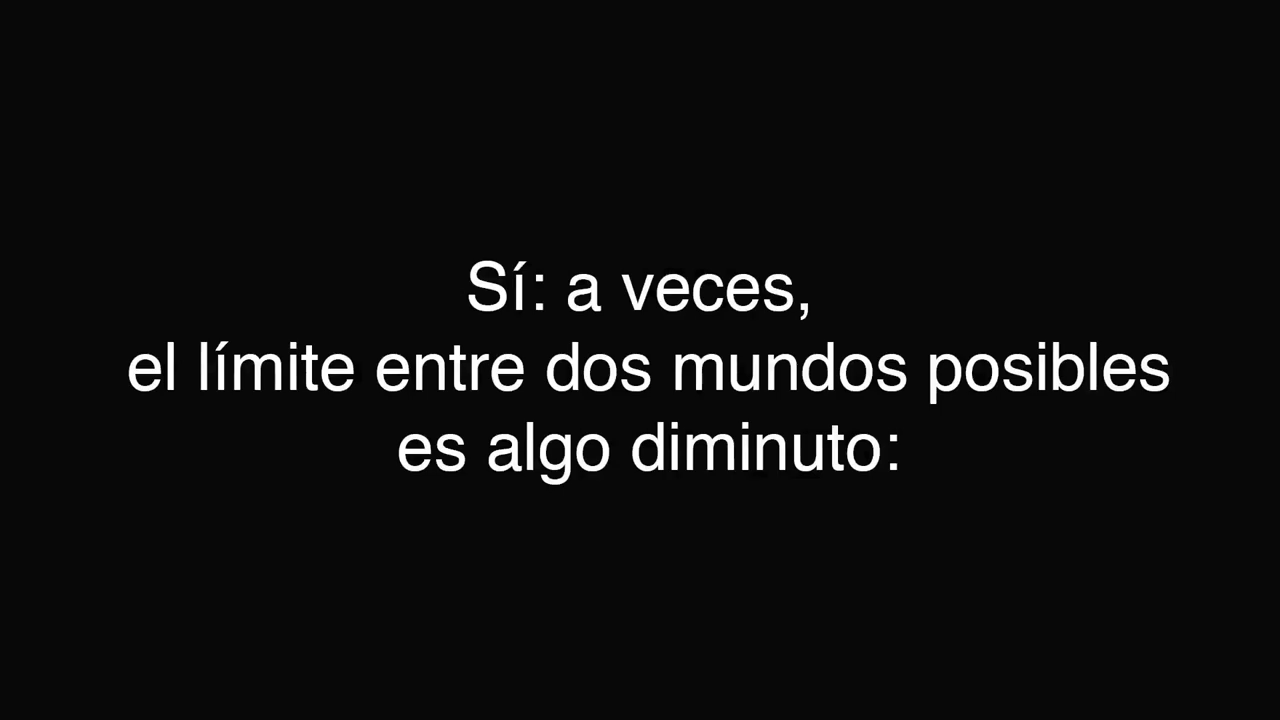 Sí: a veces,
el límite entre dos mundos posibles
es algo diminuto: